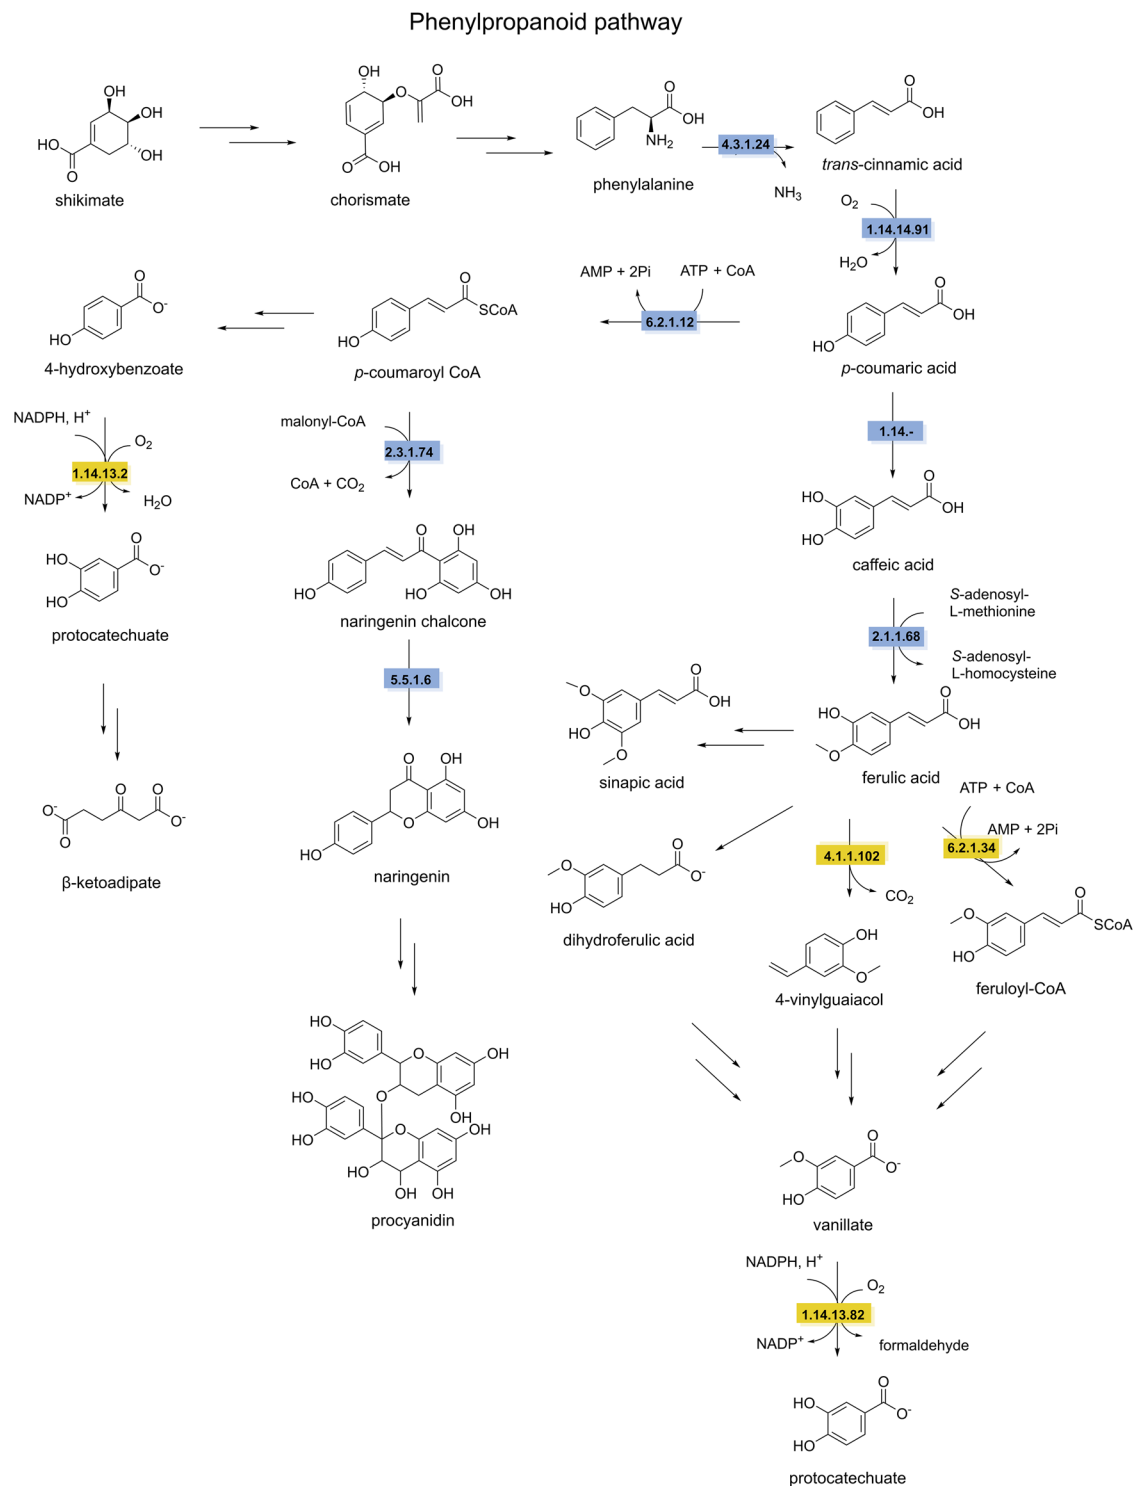 Phenylpropanoid pathway
OH
OH
OH
HO
O
shikimate
OH
O
O
OH
O
OH
chorismate
O
OH
NH₂
phenylalanine
4.3.1.24
NH₃
O
OH
trans-cinnamic acid
O₂
1.14.14.91
H₂O
O
O⁻
HO
4-hydroxybenzoate
O
SCoA
HO
p-coumaroyl CoA
AMP + 2Pi
ATP + CoA
6.2.1.12
O
OH
HO
p-coumaric acid
NADPH, H⁺
O₂
1.14.13.2
NADP⁺
H₂O
malonyl-CoA
2.3.1.74
CoA + CO₂
1.14.-
O
OH
HO
HO
caffeic acid
O
O⁻
HO
HO
protocatechuate
O
OH
HO
HO
OH
naringenin chalcone
S-adenosyl-
L-methionine
2.1.1.68
S-adenosyl-
L-homocysteine
5.5.1.6
O
O
OH
HO
O
sinapic acid
O
HO
OH
O
ferulic acid
O⁻
O
O
O
O⁻
β-ketoadipate
O
OH
O
OH
HO
naringenin
ATP + CoA
AMP + 2Pi
6.2.1.34
4.1.1.102
CO₂
O
O
O⁻
HO
dihydroferulic acid
OH
O
4-vinylguaiacol
O
O
SCoA
HO
feruloyl-CoA
HO
HO
O
OH
O
OH
HO
HO
O
OH
HO
OH
OH
procyanidin
O
O
O⁻
HO
vanillate
NADPH, H⁺
O₂
1.14.13.82
NADP⁺
formaldehyde
O
HO
O⁻
HO
protocatechuate